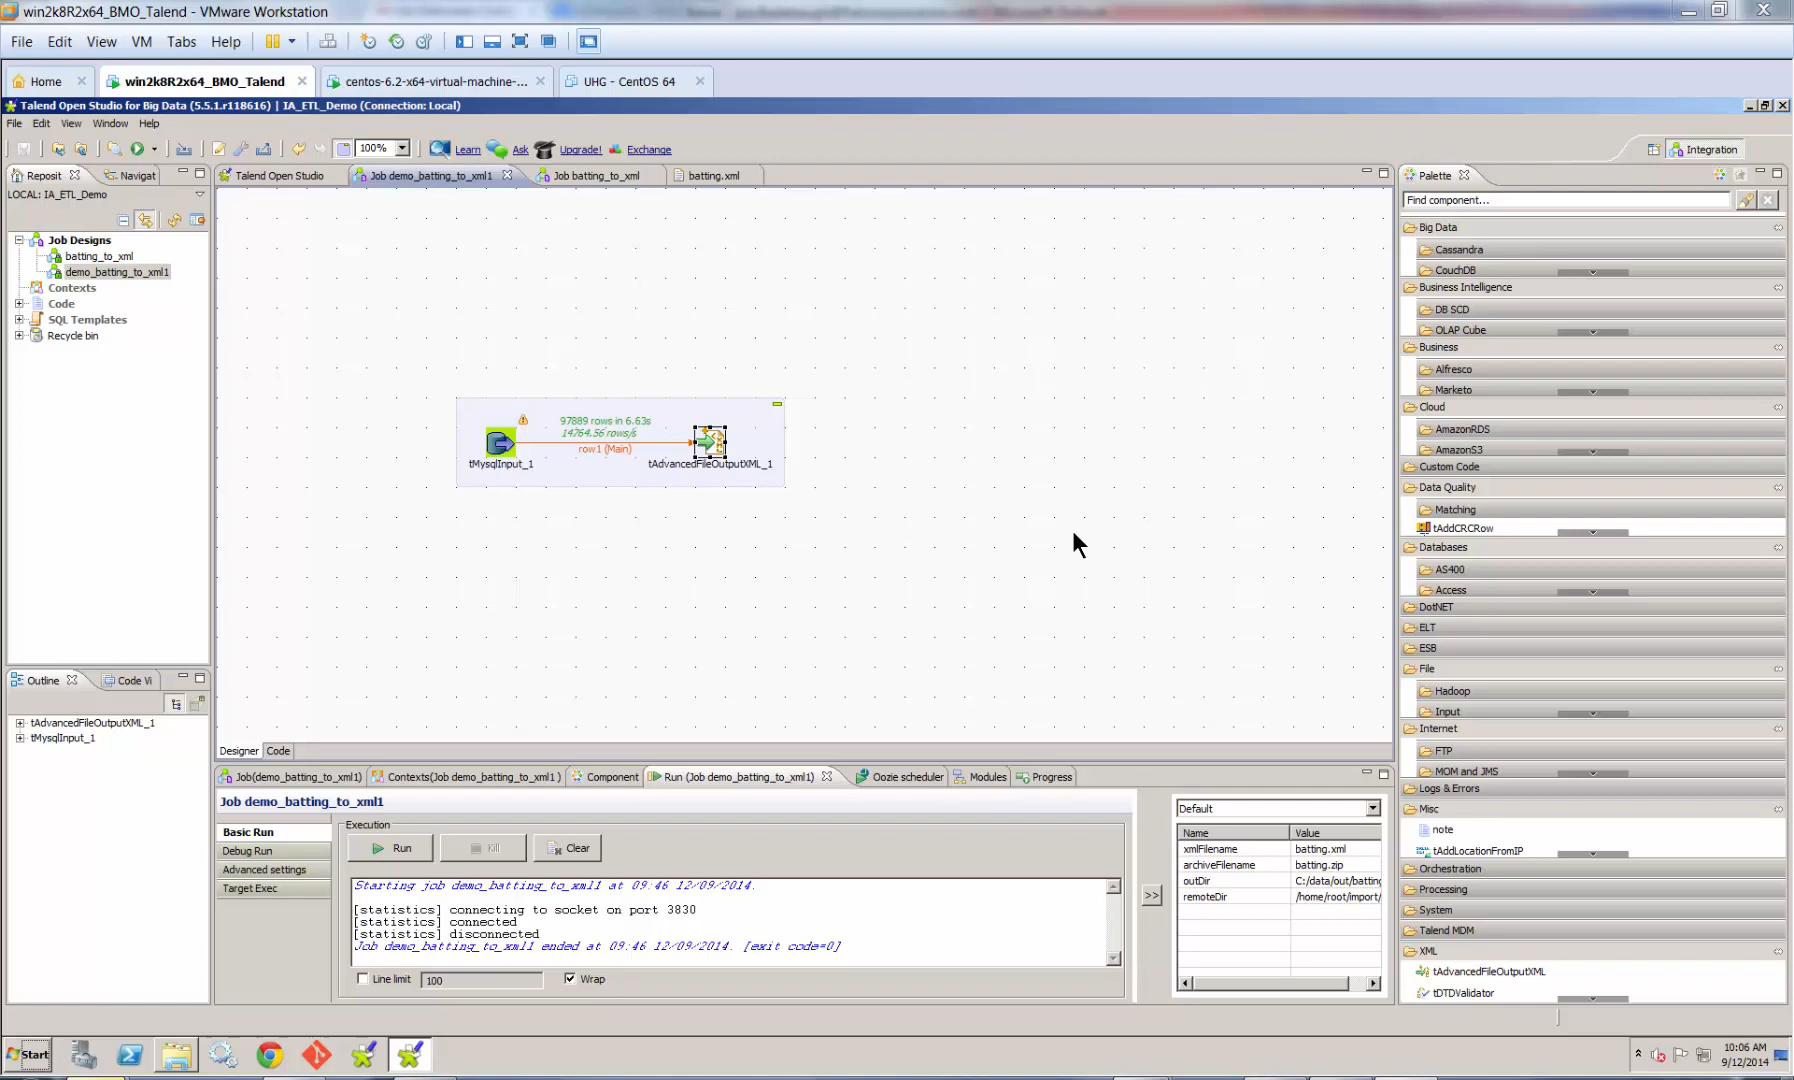 win2k8R2x64_BMO_Talend - VMware Workstation
File Edit View VM Tabs Help
Home win2k8R2x64_BMO_Talend centos-6.2-x64-virtual-machine-... UHG - CentOS 64
Talend Open Studio for Big Data (5.5.1.r118616) | IA_ETL_Demo (Connection: Local)
File Edit View Window Help
100% Learn Ask Upgrade! Exchange Integration
Reposit Navigat
LOCAL: IA_ETL_Demo
Job Designs
batting_to_xml
demo_batting_to_xml1
Contexts
Code
SQL Templates
Recycle bin
Outline Code Vi
tAdvancedFileOutputXML_1
tMysqlInput_1
Talend Open Studio Job demo_batting_to_xml1 Job batting_to_xml batting.xml
97889 rows in 6.63s
14764.56 rows/s
row1 (Main)
tMysqlInput_1 tAdvancedFileOutputXML_1
Designer Code
Job(demo_batting_to_xml1) Contexts(Job demo_batting_to_xml1) Component Run (Job demo_batting_to_xml1) Oozie scheduler Modules Progress
Job demo_batting_to_xml1
Basic Run
Debug Run
Advanced settings
Target Exec
Execution
Run Kill Clear
Starting job demo_batting_to_xml1 at 09:46 12/09/2014.
[statistics] connecting to socket on port 3830
[statistics] connected
[statistics] disconnected
Job demo_batting_to_xml1 ended at 09:46 12/09/2014. [exit code=0]
Line limit 100 Wrap
>>
Default
Name Value
xmlFilename batting.xml
archiveFilename batting.zip
outDir C:/data/out/batting
remoteDir /home/root/import/
Palette
Find component...
Big Data
Cassandra
CouchDB
Business Intelligence
DB SCD
OLAP Cube
Business
Alfresco
Marketo
Cloud
AmazonRDS
AmazonS3
Custom Code
Data Quality
Matching
tAddCRCRow
Databases
AS400
Access
DotNET
ELT
ESB
File
Hadoop
Input
Internet
FTP
MOM and JMS
Logs & Errors
Misc
note
tAddLocationFromIP
Orchestration
Processing
System
Talend MDM
XML
tAdvancedFileOutputXML
tDTDValidator
Start
10:06 AM
9/12/2014